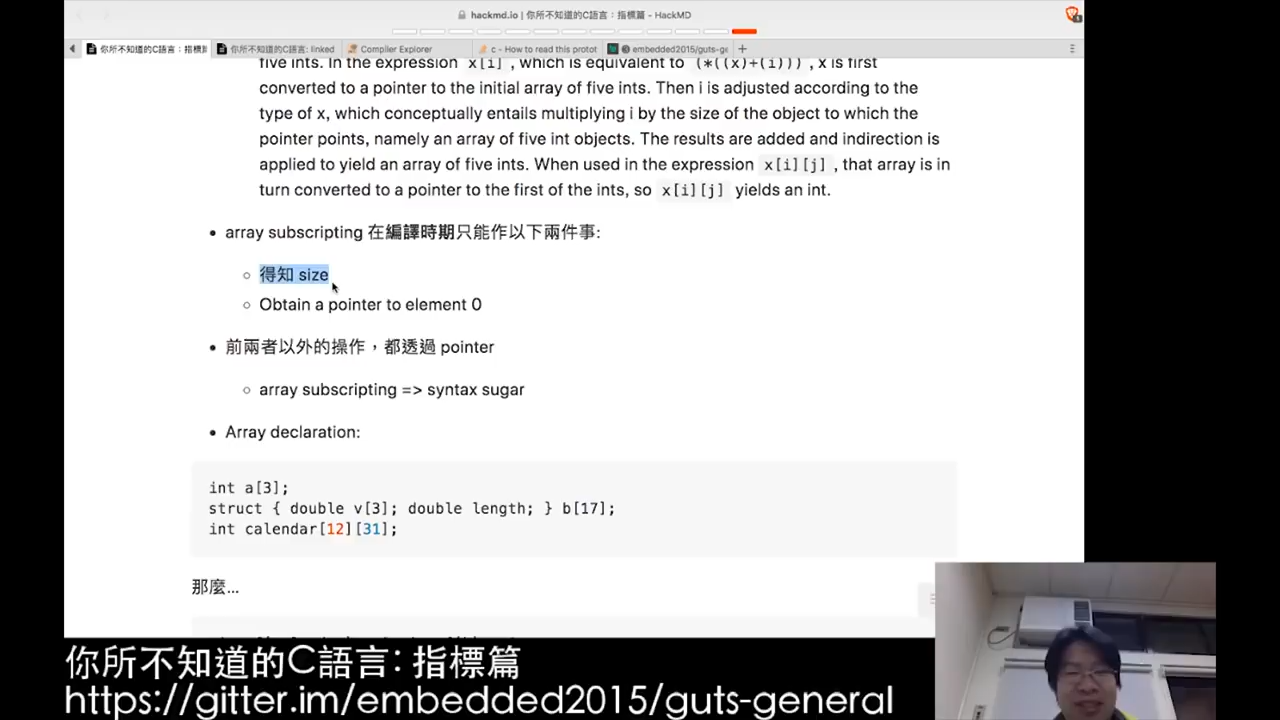 hackmd.io | 你所不知道的C語言：指標篇 - HackMD
你所不知道的C語言：指標
你所不知道的C語言: linked
Compiler Explorer
c - How to read this protot
embedded2015/guts-ge
five ints. In the expression x[i] , which is equivalent to (*((x)+(i))) , x is first
converted to a pointer to the initial array of five ints. Then i is adjusted according to the
type of x, which conceptually entails multiplying i by the size of the object to which the
pointer points, namely an array of five int objects. The results are added and indirection is
applied to yield an array of five ints. When used in the expression x[i][j] , that array is in
turn converted to a pointer to the first of the ints, so x[i][j] yields an int.
array subscripting 在編譯時期只能作以下兩件事:
得知 size
Obtain a pointer to element 0
前兩者以外的操作，都透過 pointer
array subscripting => syntax sugar
Array declaration:
int a[3];
struct { double v[3]; double length; } b[17];
int calendar[12][31];
那麼...
你所不知道的C語言: 指標篇
https://gitter.im/embedded2015/guts-general